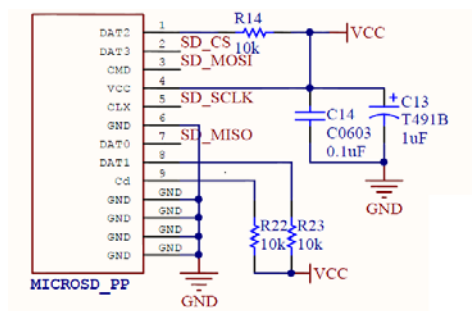 R14
10k
VCC
DAT2 1
DAT3 2 SD_CS
CMD 3 SD_MOSI
VCC 4
CLX 5 SD_SCLK
GND 6
DAT0 7 SD_MISO
DAT1 8
Cd 9
GND GND
GND GND
GND GND
GND GND
C14
C0603
0.1uF
+ C13
T491B
1uF
GND
R22 R23
10k 10k
VCC
GND
MICROSD_PP